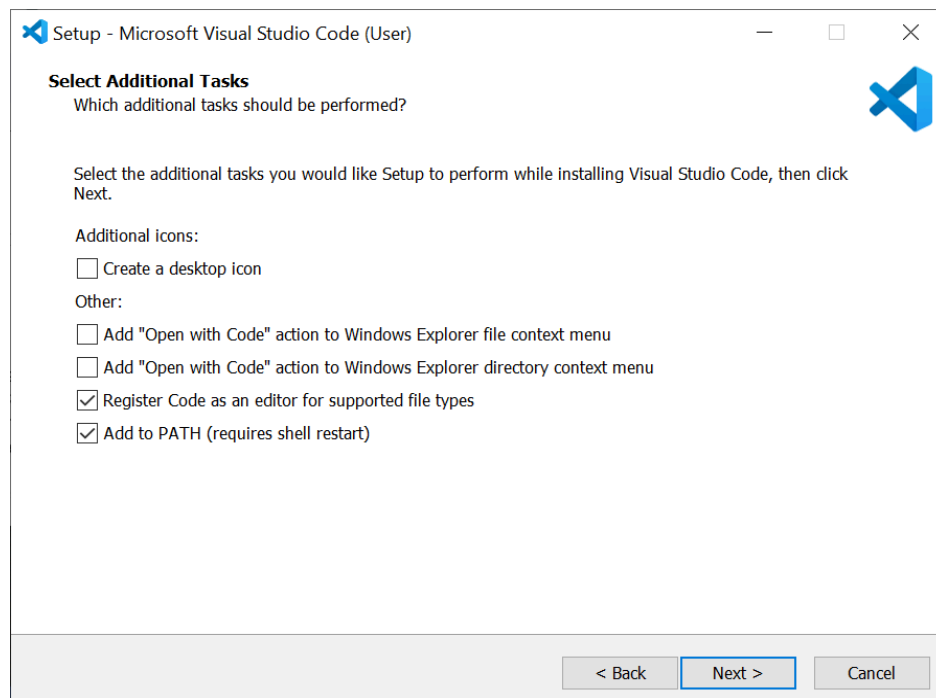 Setup - Microsoft Visual Studio Code (User)
Select Additional Tasks
Which additional tasks should be performed?
Select the additional tasks you would like Setup to perform while installing Visual Studio Code, then click
Next.
Additional icons:
Create a desktop icon
Other:
Add "Open with Code" action to Windows Explorer file context menu
Add "Open with Code" action to Windows Explorer directory context menu
Register Code as an editor for supported file types
Add to PATH (requires shell restart)
< Back Next > Cancel